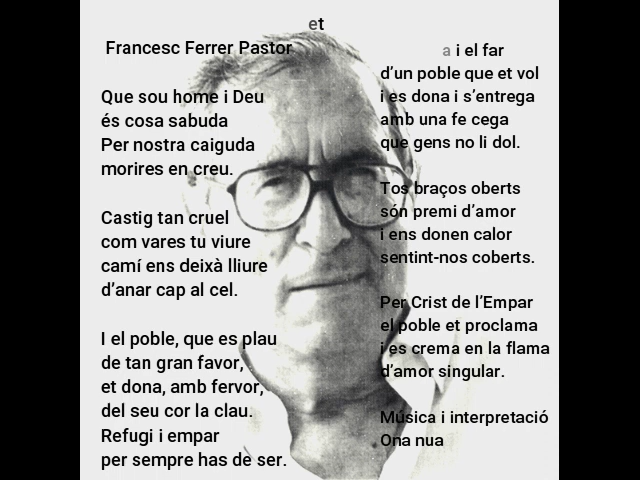 et
Francesc Ferrer Pastor
Que sou home i Deu
és cosa sabuda
Per nostra caiguda
morires en creu.
Castig tan cruel
com vares tu viure
camí ens deixà lliure
d'anar cap al cel.
I el poble, que es plau
de tan gran favor,
et dona, amb fervor,
del seu cor la clau.
Refugi i empar
per sempre has de ser.
a i el far
d'un poble que et vol
i es dona i s'entrega
amb una fe cega
que gens no li dol.
Tos braços oberts
són premi d'amor
i ens donen calor
sentint-nos coberts.
Per Crist de l'Empar
el poble et proclama
i es crema en la flama
d'amor singular.
Música i interpretació
Ona nua